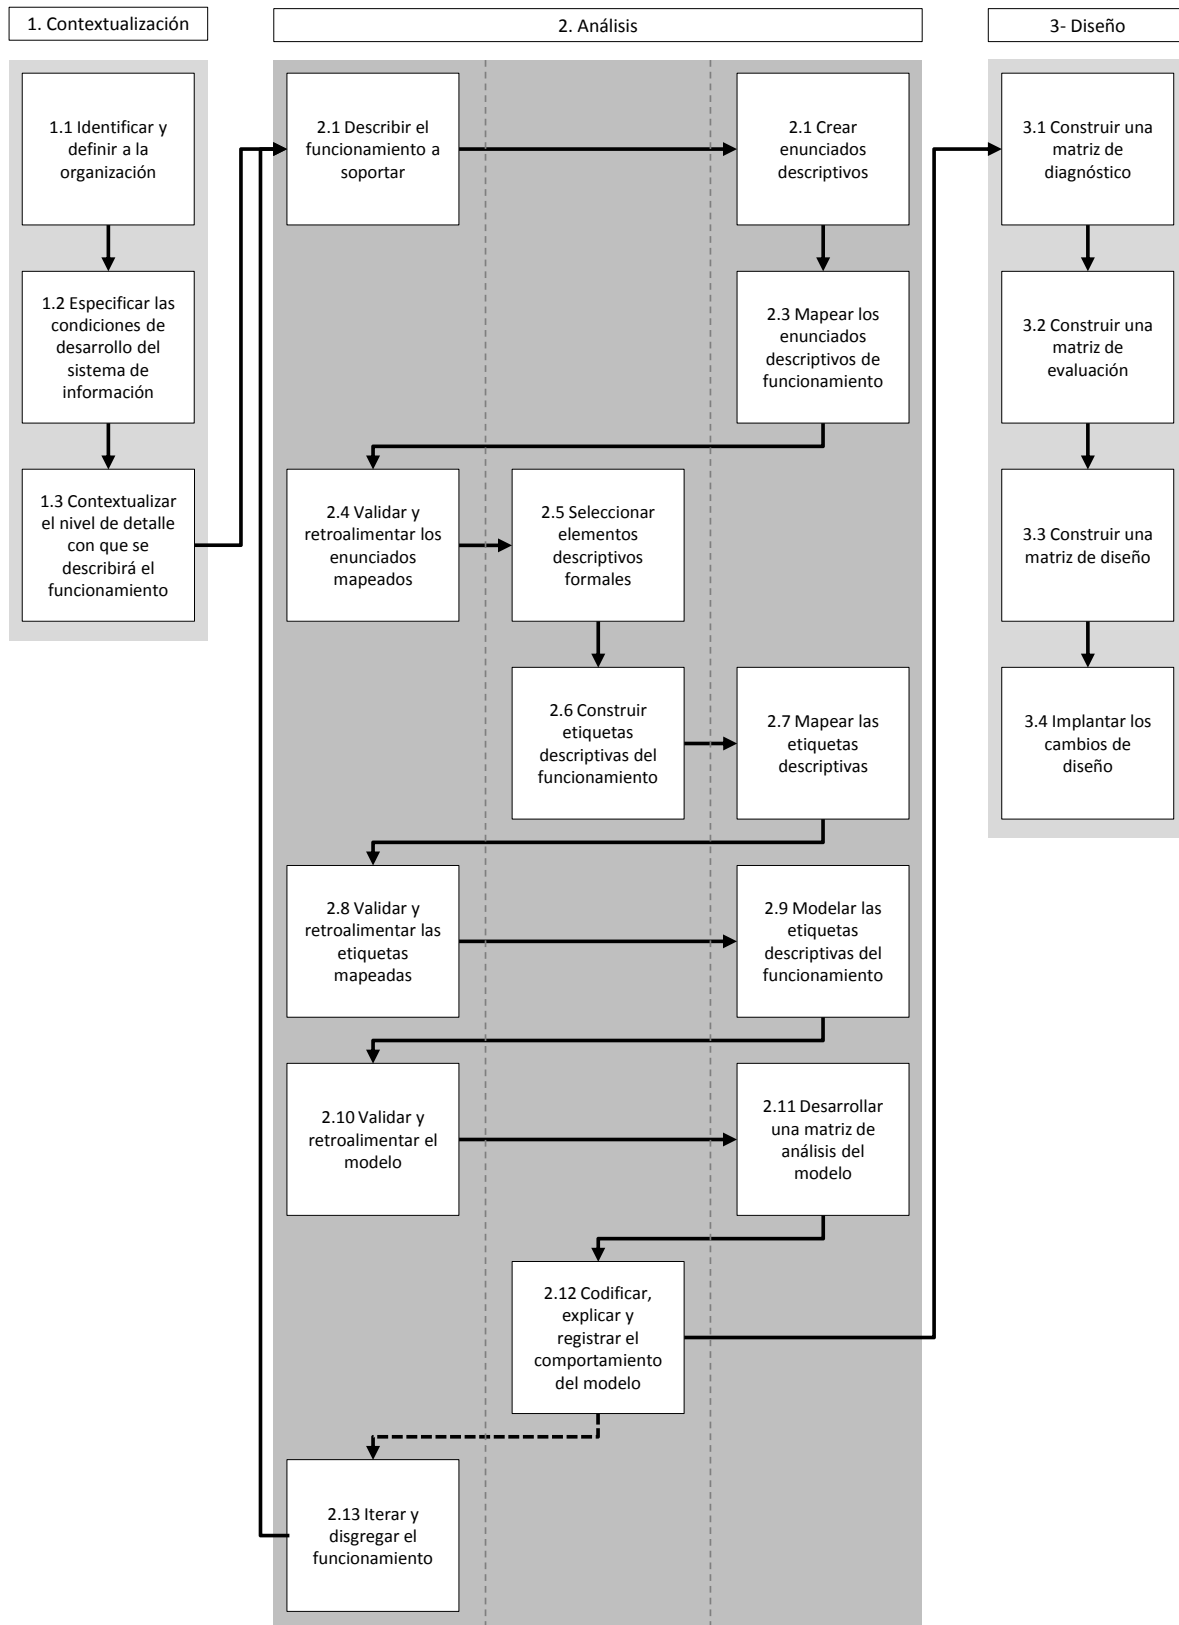 1. Contextualización
2. Análisis
3- Diseño
1.1 Identificar y
definir a la
organización
1.2 Especificar las
condiciones de
desarrollo del
sistema de
información
1.3 Contextualizar
el nivel de detalle
con que se
describirá el
funcionamiento
2.1 Describir el
funcionamiento a
soportar
2.1 Crear
enunciados
descriptivos
2.3 Mapear los
enunciados
descriptivos de
funcionamiento
2.4 Validar y
retroalimentar los
enunciados
mapeados
2.5 Seleccionar
elementos
descriptivos
formales
2.6 Construir
etiquetas
descriptivas del
funcionamiento
2.7 Mapear las
etiquetas
descriptivas
2.8 Validar y
retroalimentar las
etiquetas
mapeadas
2.9 Modelar las
etiquetas
descriptivas del
funcionamiento
2.10 Validar y
retroalimentar el
modelo
2.11 Desarrollar
una matriz de
análisis del
modelo
2.12 Codificar,
explicar y
registrar el
comportamiento
del modelo
2.13 Iterar y
disgregar el
funcionamiento
3.1 Construir una
matriz de
diagnóstico
3.2 Construir una
matriz de
evaluación
3.3 Construir una
matriz de diseño
3.4 Implantar los
cambios de
diseño